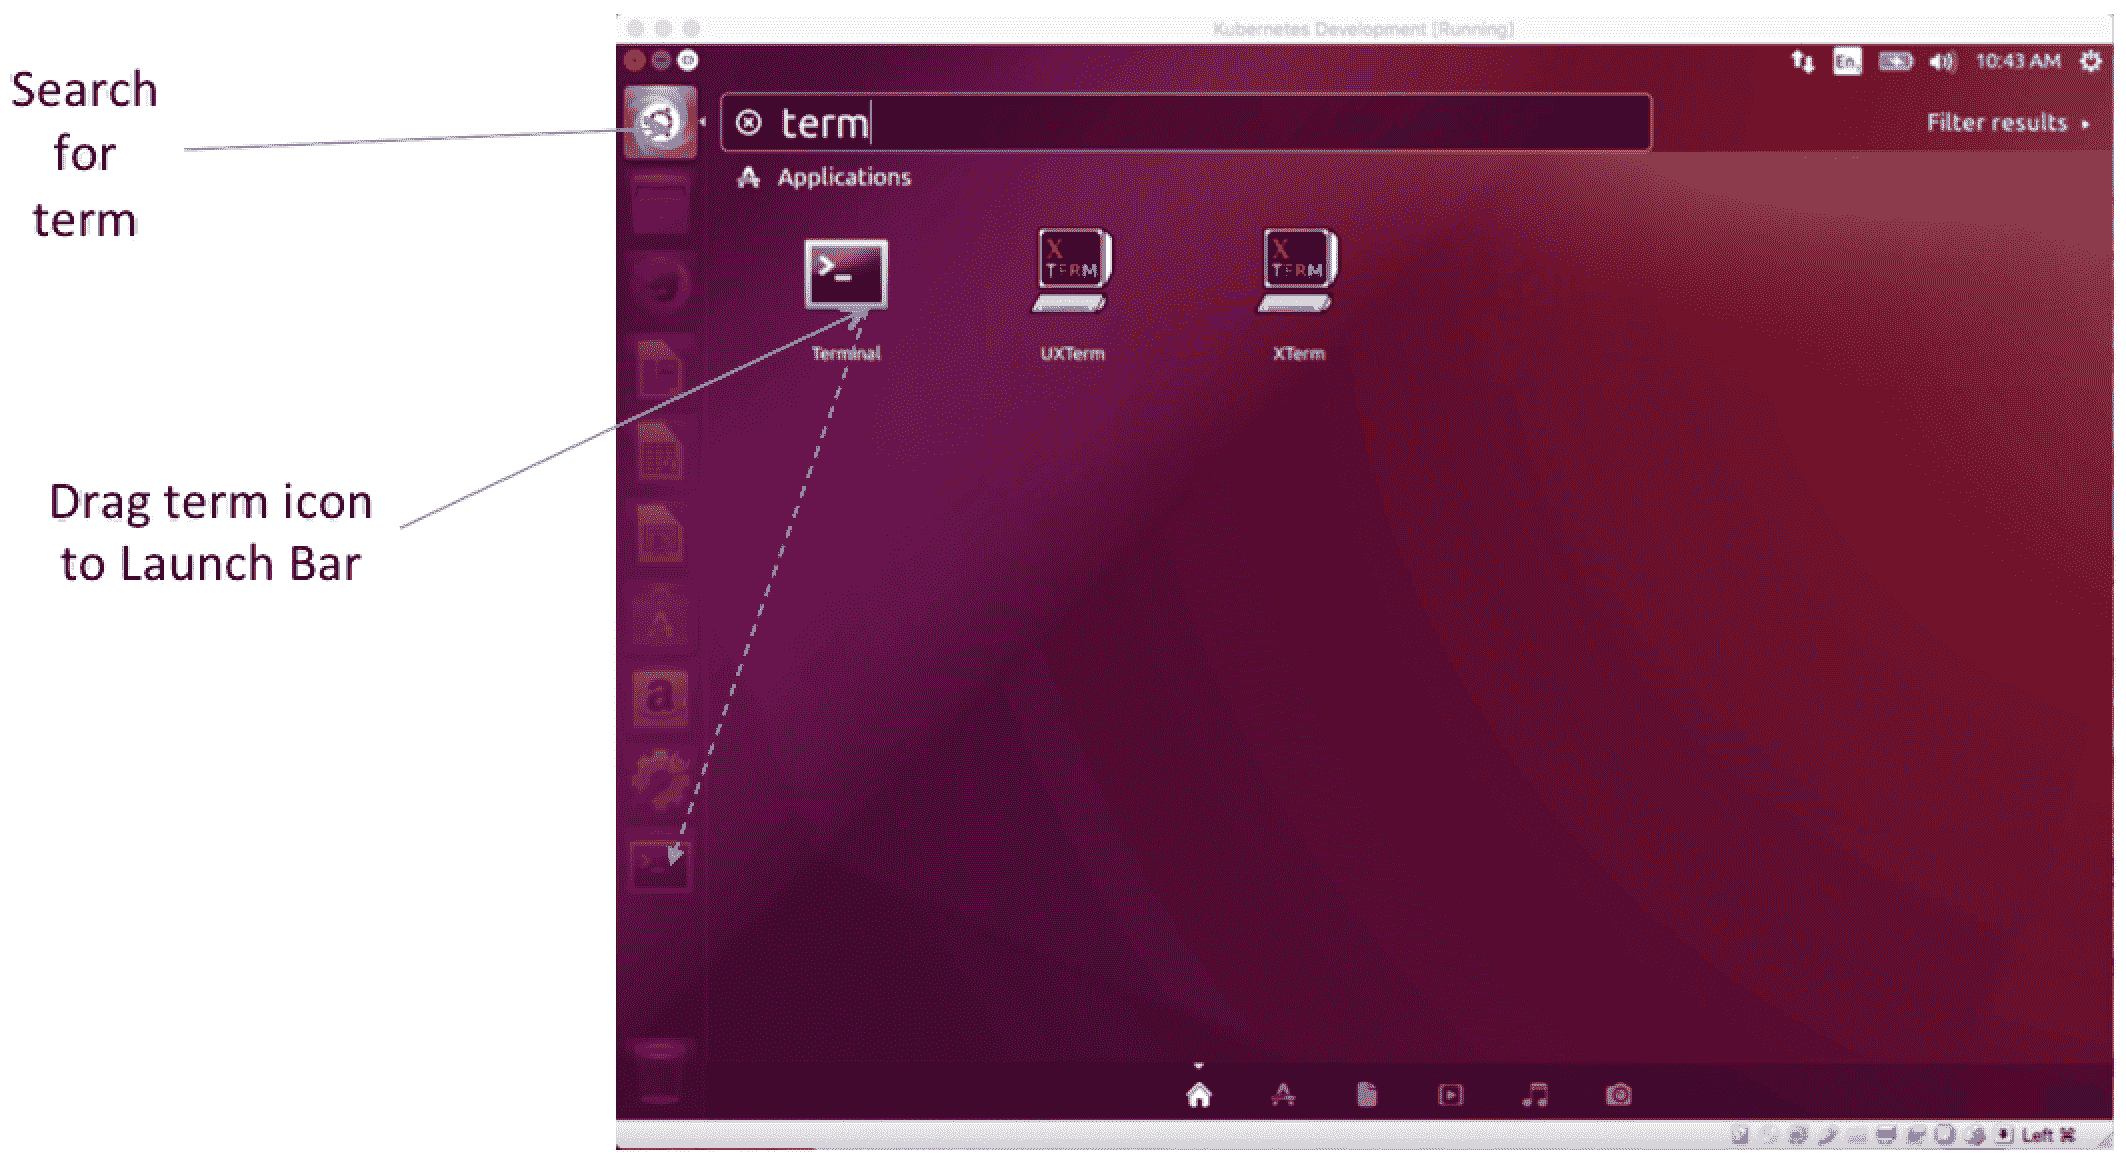 Kubernetes Development [Running]
En
10:43 AM
Search
for
term
term
Filter results
Applications
X
TERM
X
TERM
Terminal
UXTerm
XTerm
Drag term icon
to Launch Bar
a
Left ⌘